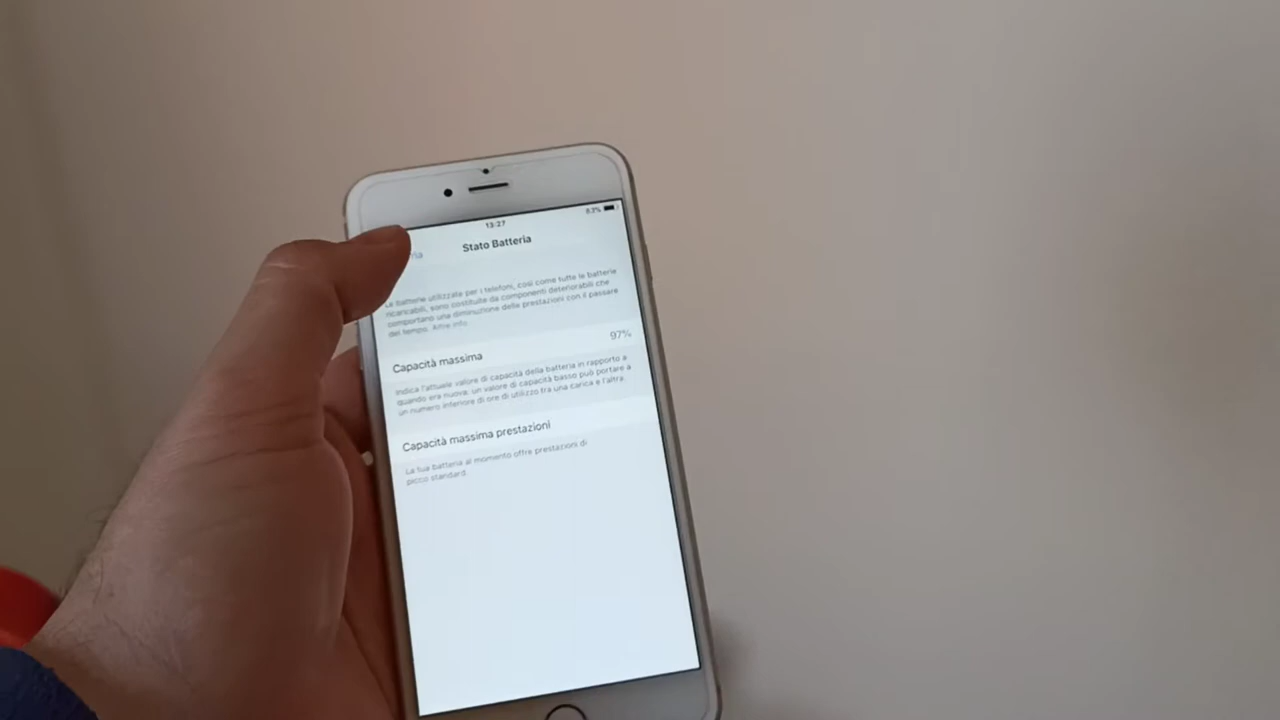 83%
13:27
ria
Stato Batteria
Le batterie utilizzate per i telefoni, così come tutte le batterie
ricaricabili, sono costituite da componenti deteriorabili che
comportano una diminuzione delle prestazioni con il passare
del tempo. Altre info
Capacità massima 97%
Indica l'attuale valore di capacità della batteria in rapporto a
quando era nuova; un valore di capacità basso può portare a
un numero inferiore di ore di utilizzo tra una carica e l'altra.
Capacità massima prestazioni
La tua batteria al momento offre prestazioni di
picco standard.